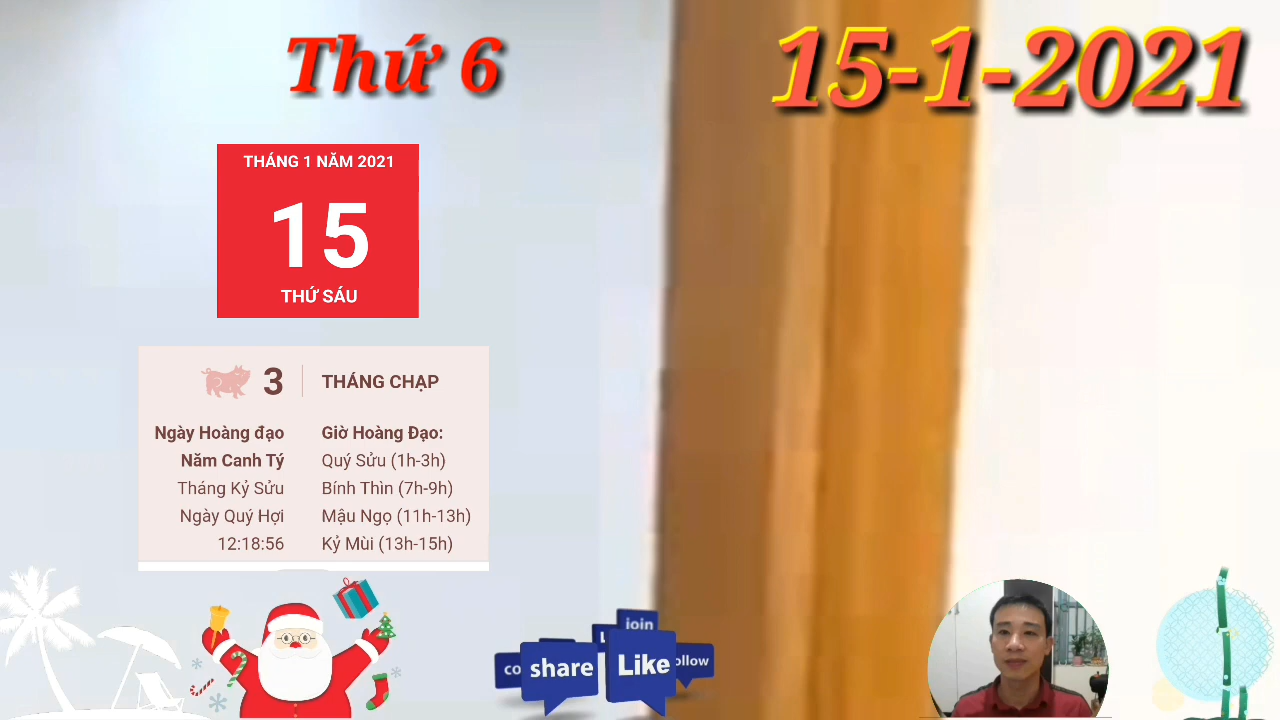 Thứ 6
15-1-2021
THÁNG 1 NĂM 2021
15
THỨ SÁU
3
THÁNG CHẠP
Ngày Hoàng đạo
Năm Canh Tý
Tháng Kỷ Sửu
Ngày Quý Hợi
12:18:56
Giờ Hoàng Đạo:
Quý Sửu (1h-3h)
Bính Thìn (7h-9h)
Mậu Ngọ (11h-13h)
Kỷ Mùi (13h-15h)
join
share
Like
ollow